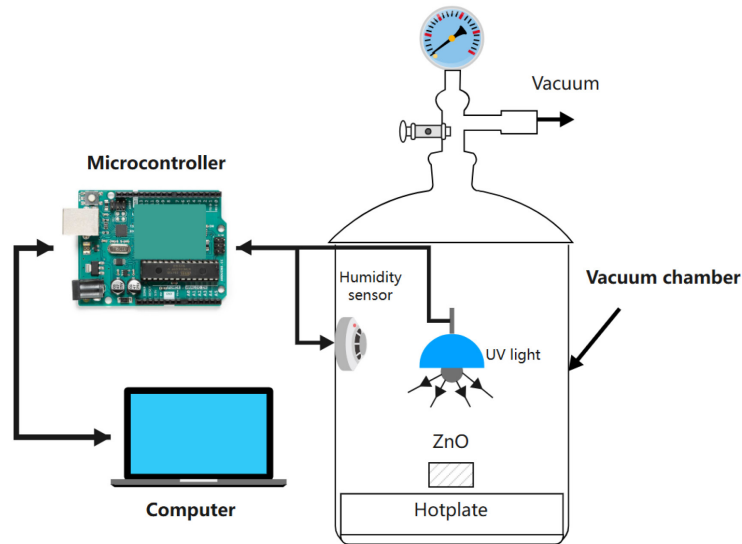 Vacuum
Microcontroller
Humidity
sensor
Vacuum chamber
UV light
ZnO
Computer
Hotplate